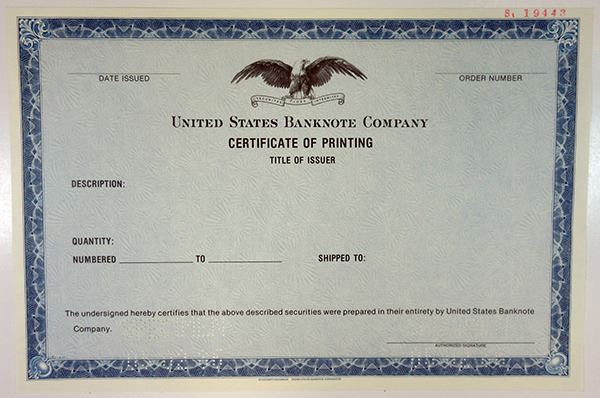 S₁ 19443
DATE ISSUED
ORDER NUMBER
UNITED STATES BANKNOTE COMPANY
CERTIFICATE OF PRINTING
TITLE OF ISSUER
DESCRIPTION:
QUANTITY:
NUMBERED TO SHIPPED TO:
The undersigned hereby certifies that the above described securities were prepared in their entirety by United States Banknote
Company.
AUTHORIZED SIGNATURE